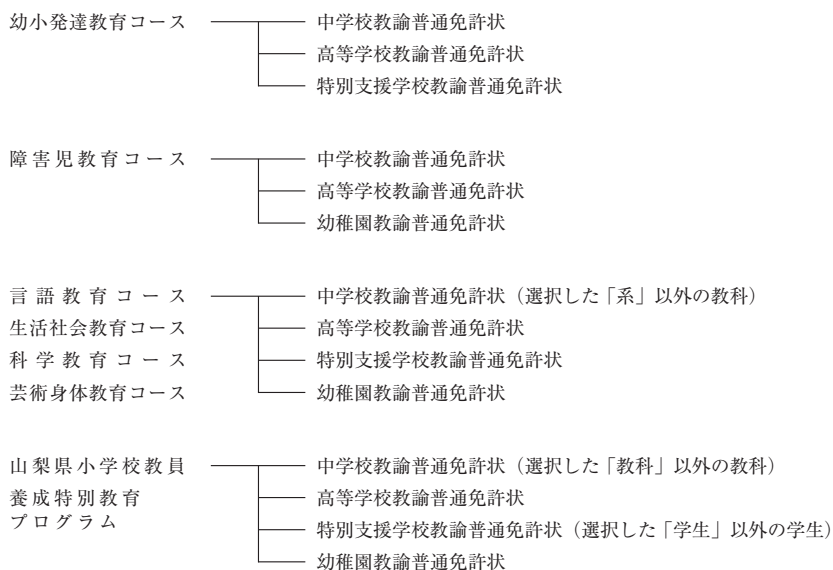 幼小発達教育コース 中学校教諭普通免許状
高等学校教諭普通免許状
特別支援学校教諭普通免許状
障害児教育コース 中学校教諭普通免許状
高等学校教諭普通免許状
幼稚園教諭普通免許状
言語教育コース 中学校教諭普通免許状（選択した「系」以外の教科）
生活社会教育コース 高等学校教諭普通免許状
科学教育コース 特別支援学校教諭普通免許状
芸術身体教育コース 幼稚園教諭普通免許状
山梨県小学校教員 中学校教諭普通免許状（選択した「教科」以外の教科）
養成特別教育 高等学校教諭普通免許状
プログラム 特別支援学校教諭普通免許状（選択した「学生」以外の学生）
幼稚園教諭普通免許状